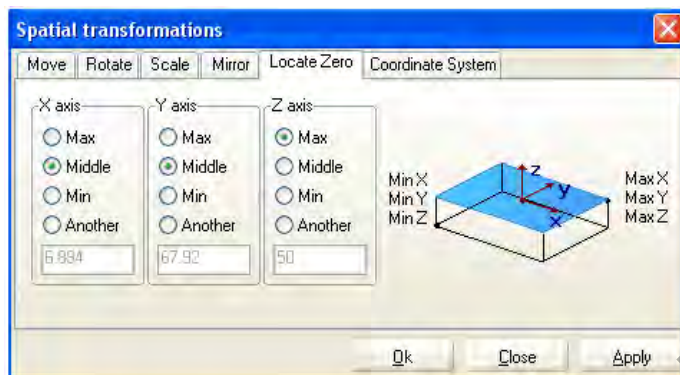 Spatial transformations
Move Rotate Scale Mirror Locate Zero Coordinate System
X axis Y axis Z axis
Max Max Max
Middle Middle Middle
Min Min Min
Another Another Another
6.994 67.92 50
z
y
x
Min X
Min Y
Min Z
Max X
Max Y
Max Z
Ok Close Apply